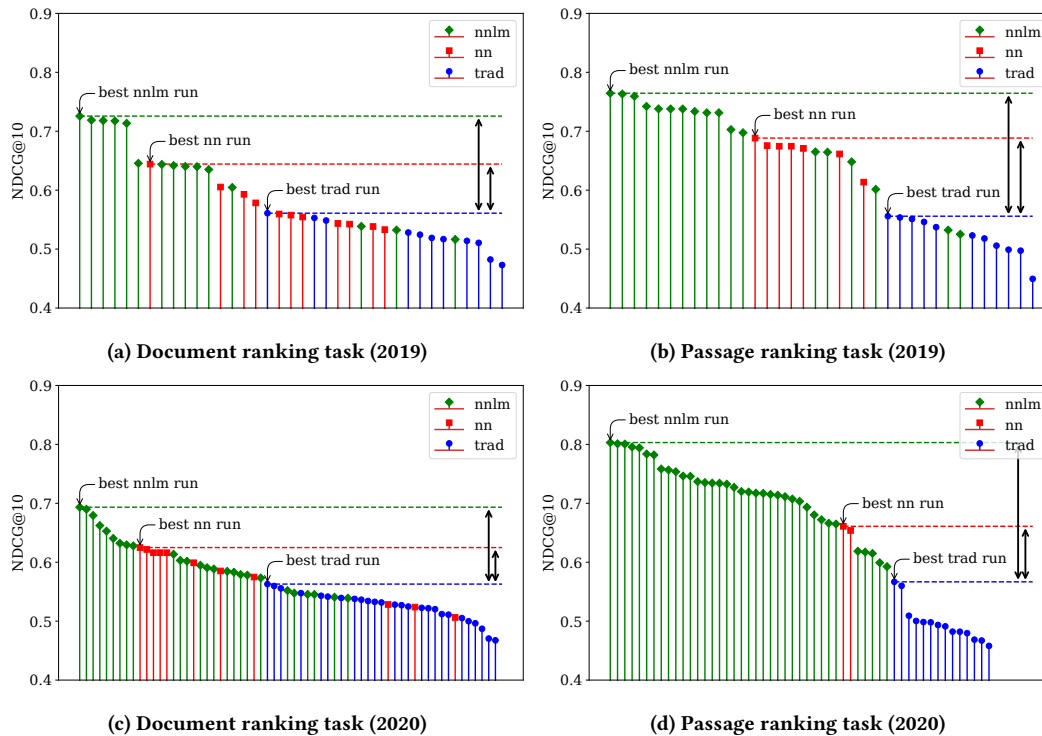 0.9
0.8
0.7
0.6
0.5
0.4
NDCG@10
nnlm
nn
trad
best nnlm run
best nn run
best trad run
(a) Document ranking task (2019)
0.9
0.8
0.7
0.6
0.5
0.4
NDCG@10
nnlm
nn
trad
best nnlm run
best nn run
best trad run
(b) Passage ranking task (2019)
0.9
0.8
0.7
0.6
0.5
0.4
NDCG@10
nnlm
nn
trad
best nnlm run
best nn run
best trad run
(c) Document ranking task (2020)
0.9
0.8
0.7
0.6
0.5
0.4
NDCG@10
nnlm
nn
trad
best nnlm run
best nn run
best trad run
(d) Passage ranking task (2020)